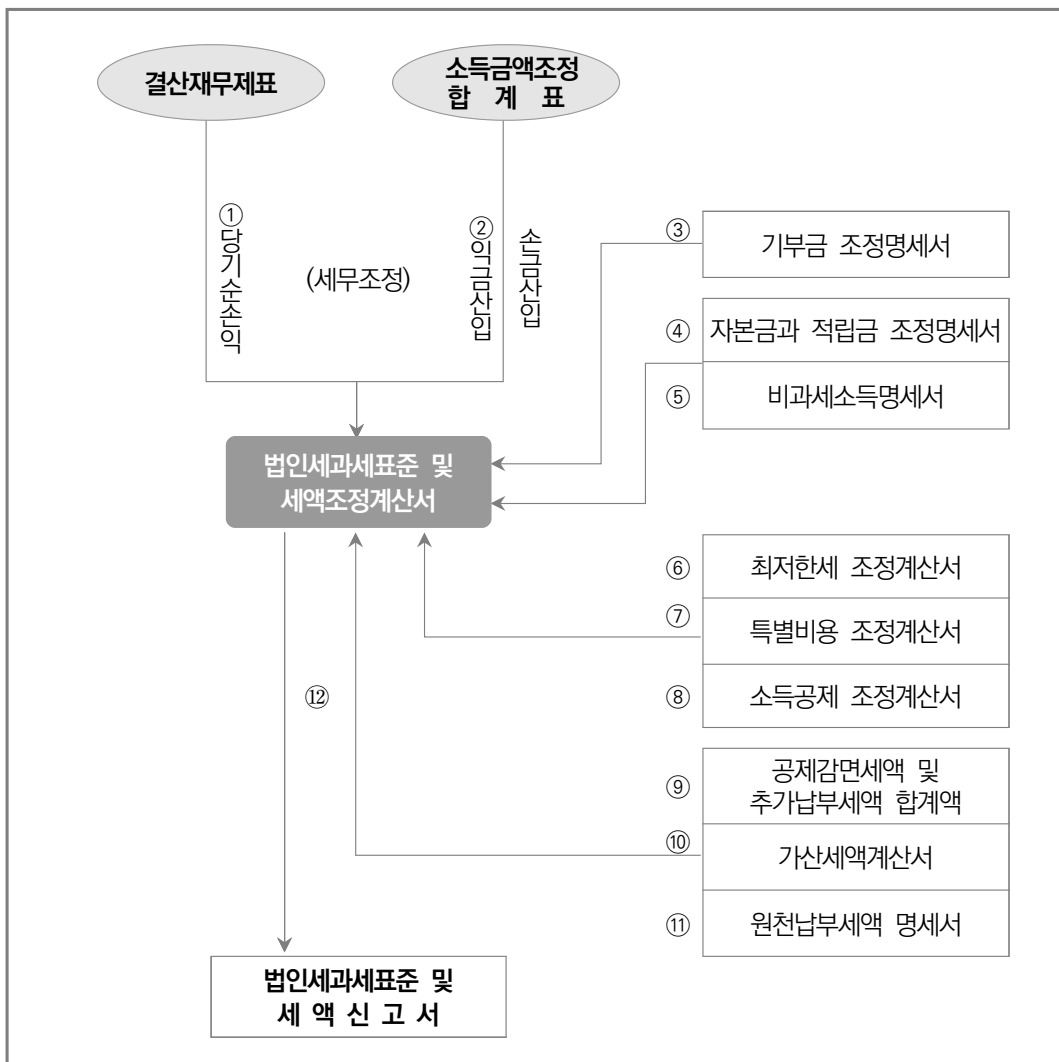 결산재무제표
소득금액조정
합 계 표
①당기순손익
(세무조정)
②익금산입
손금산입
③
기부금 조정명세서
④
자본금과 적립금 조정명세서
⑤
비과세소득명세서
법인세과세표준 및
세액조정계산서
⑥
최저한세 조정계산서
⑦
특별비용 조정계산서
⑧
소득공제 조정계산서
⑨
공제감면세액 및
추가납부세액 합계액
⑩
가산세액계산서
⑪
원천납부세액 명세서
⑫
법인세과세표준 및
세 액 신 고 서